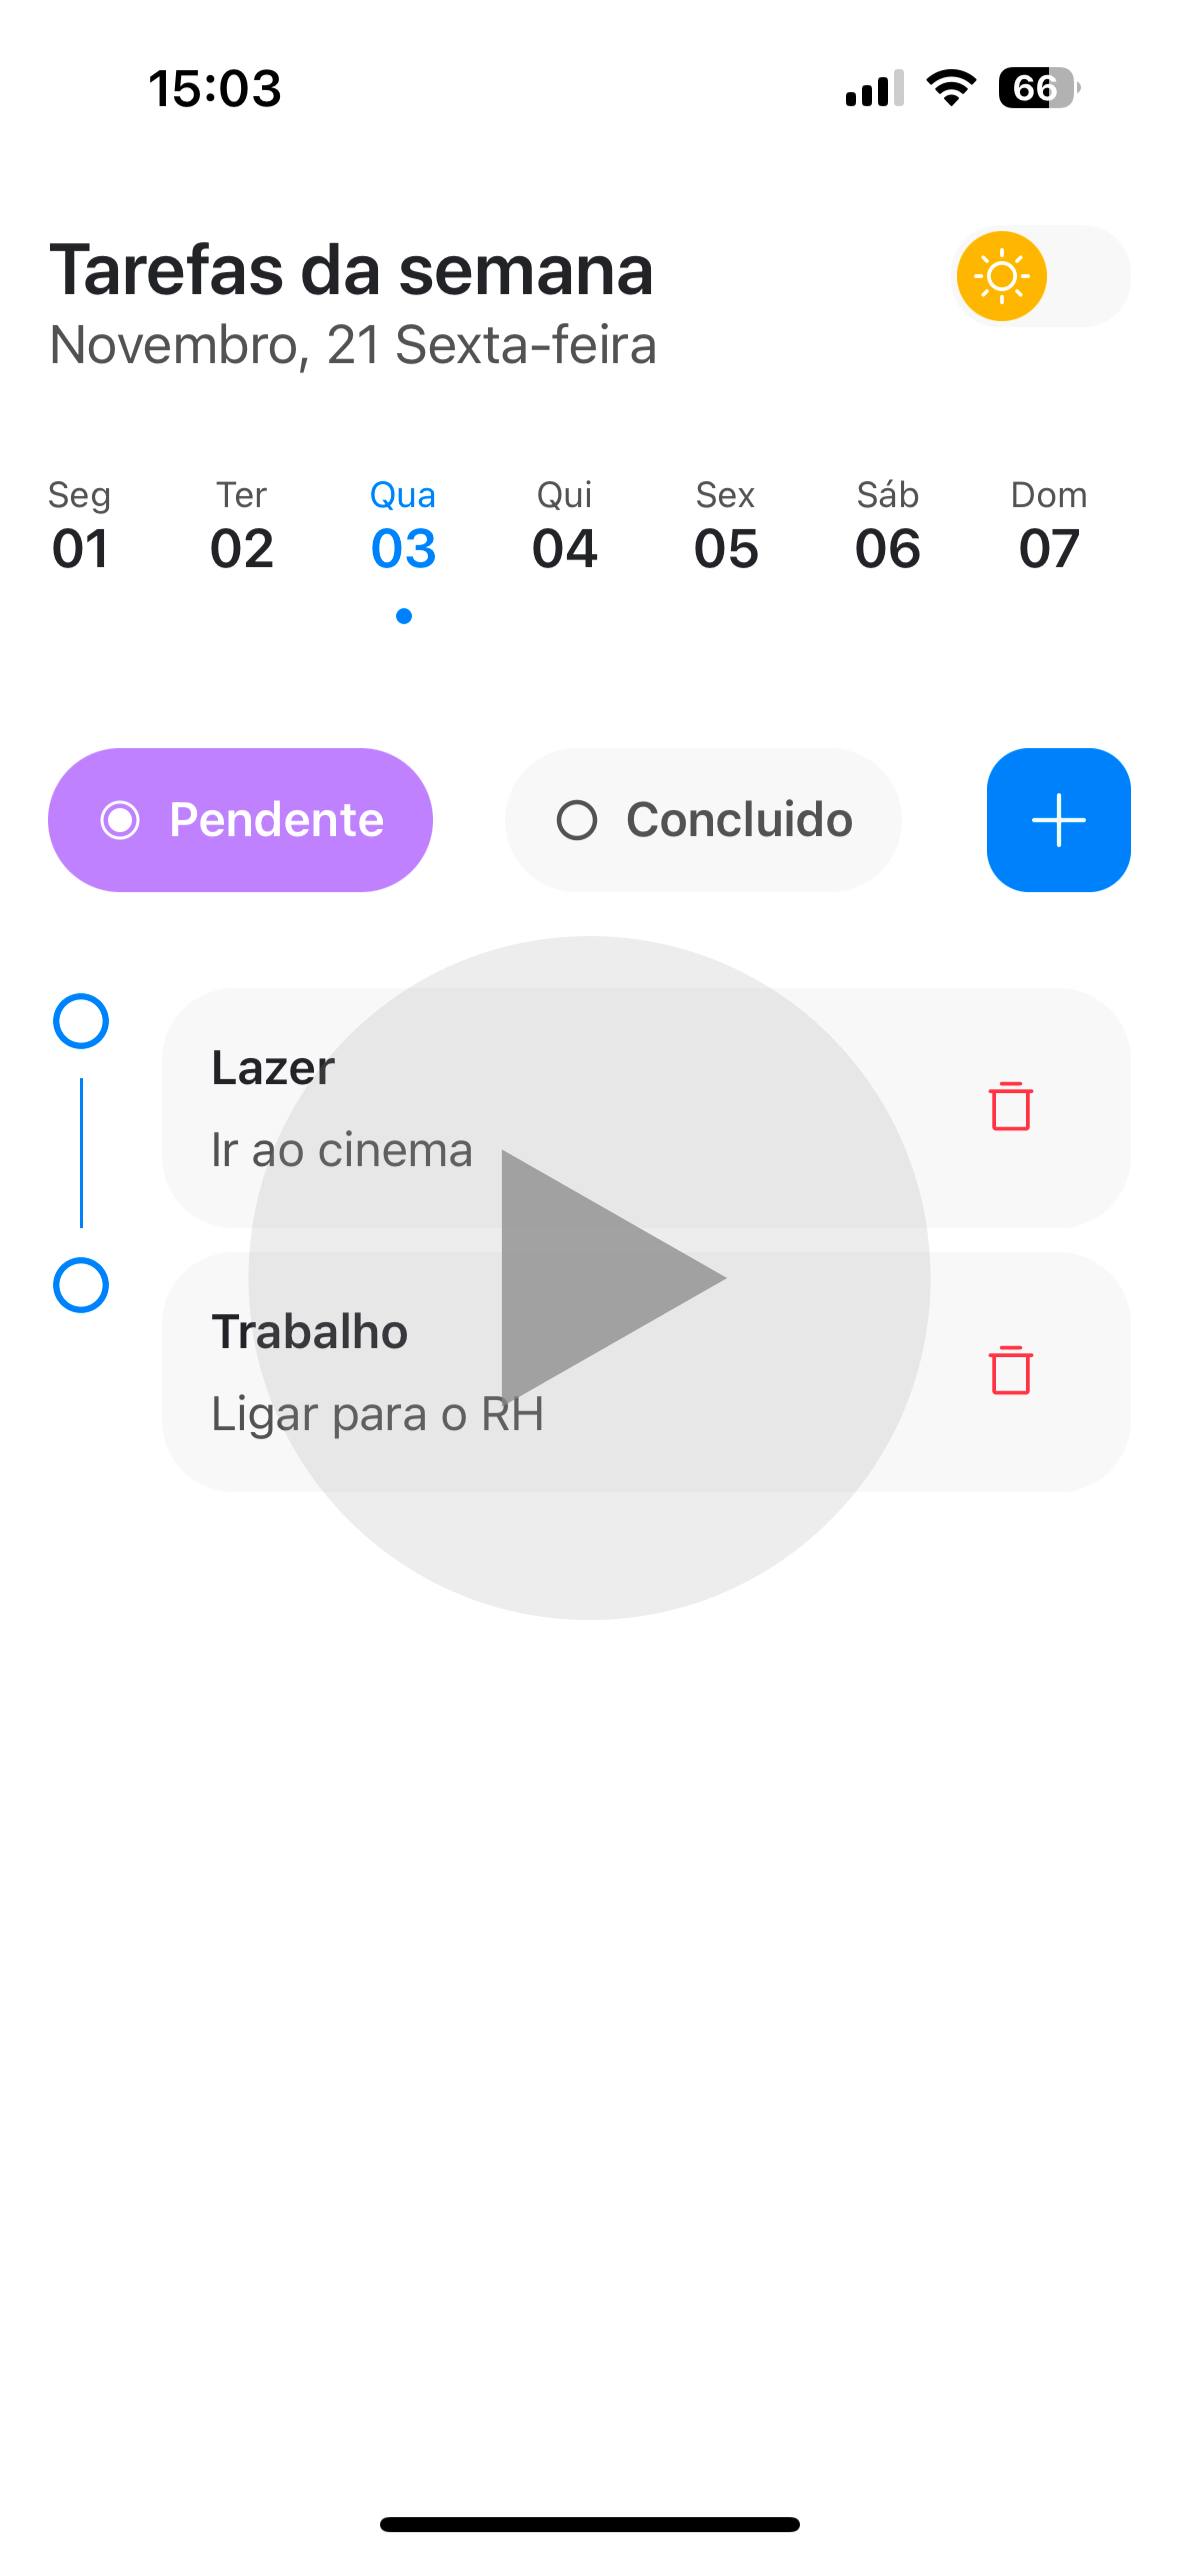 15:03
66
Tarefas da semana
Novembro, 21 Sexta-feira
Seg Ter Qua Qui Sex Sáb Dom
01 02 03 04 05 06 07
Pendente Concluido
Lazer
Ir ao cinema
Trabalho
Ligar para o RH